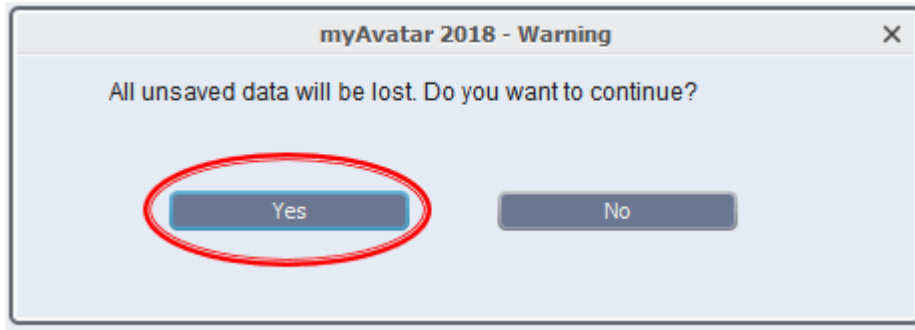 myAvatar 2018 - Warning
All unsaved data will be lost. Do you want to continue?
Yes No